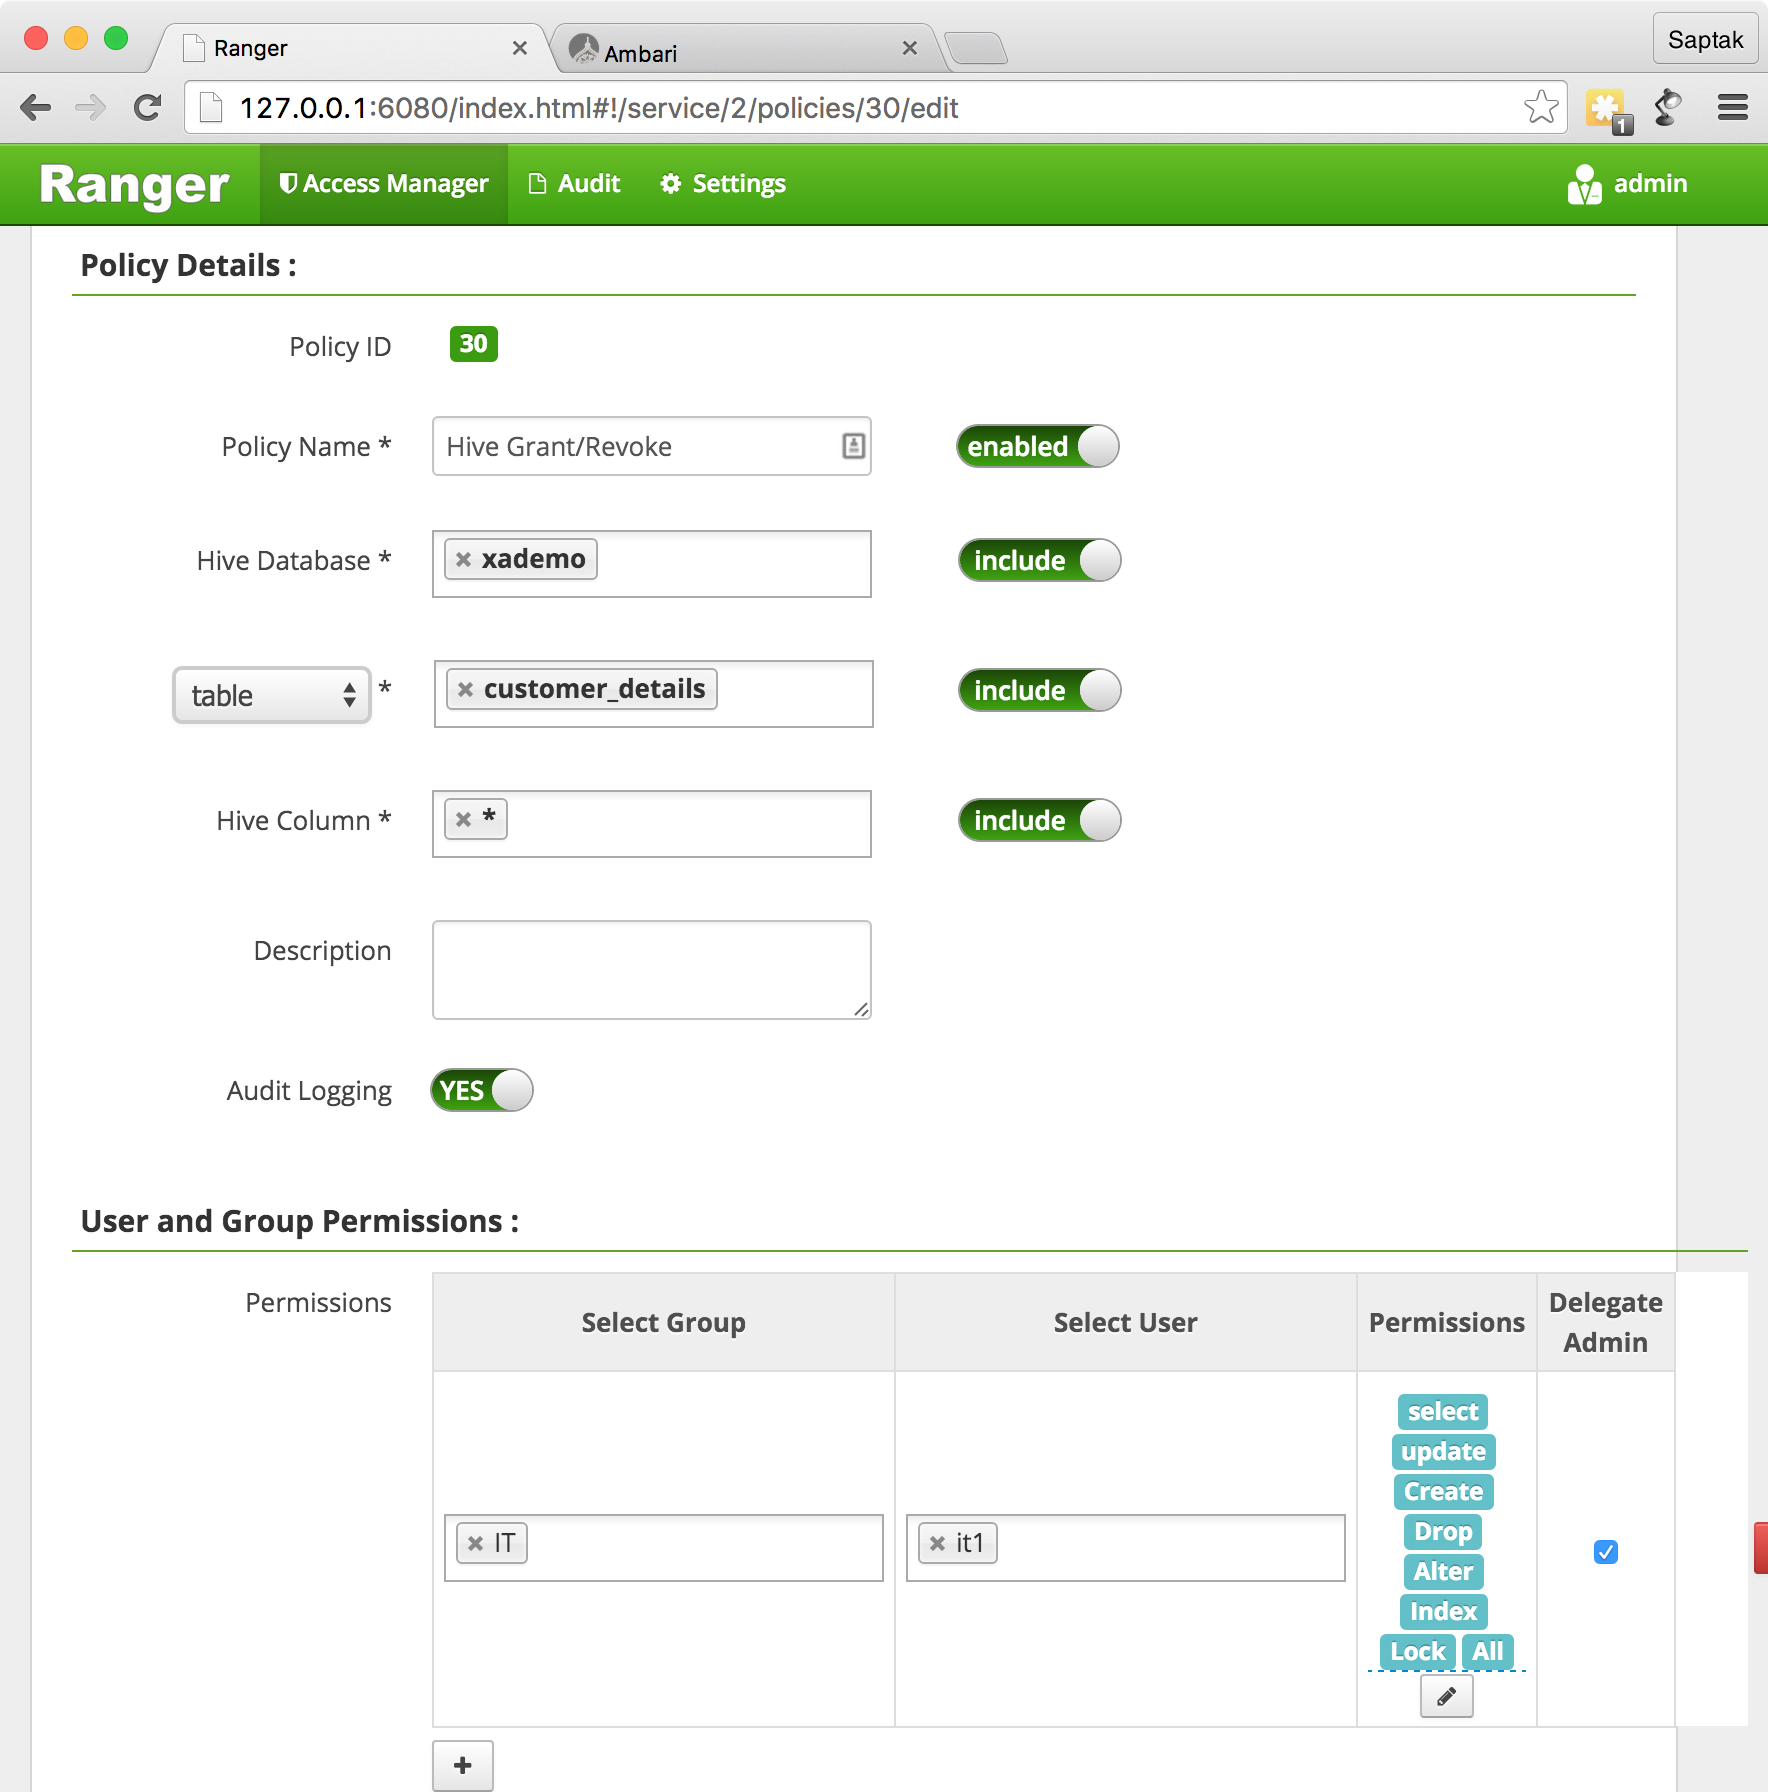 Ranger
Ambari
Saptak
127.0.0.1:6080/index.html#!/service/2/policies/30/edit
1
Ranger
Access Manager
Audit
Settings
admin
Policy Details :
Policy ID
30
Policy Name *
Hive Grant/Revoke
enabled
Hive Database *
xademo
include
table
*
customer_details
include
Hive Column *
*
include
Description
Audit Logging
YES
User and Group Permissions :
Permissions
Select Group
Select User
Permissions
Delegate
Admin
IT
it1
select
update
Create
Drop
Alter
Index
Lock
All
+